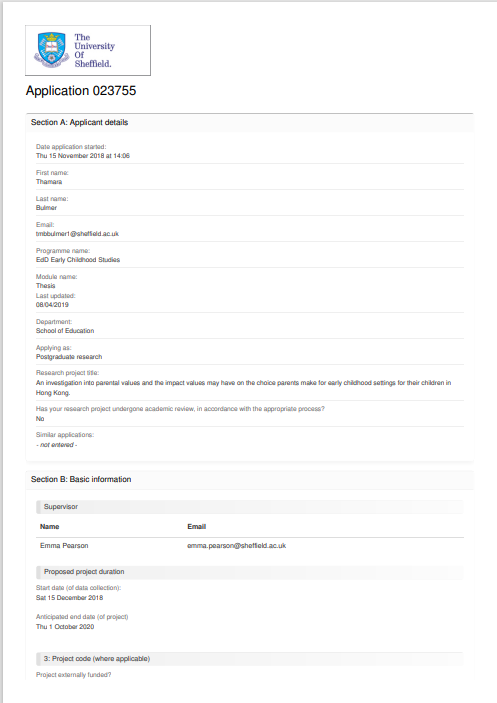 The
University
Of
Sheffield.
Application 023755
Section A: Applicant details
Date application started:
Thu 15 November 2018 at 14:06
First name:
Thamara
Last name:
Bulmer
Email:
tmbbulmer1@sheffield.ac.uk
Programme name:
EdD Early Childhood Studies
Module name:
Thesis
Last updated:
08/04/2019
Department:
School of Education
Applying as:
Postgraduate research
Research project title:
An investigation into parental values and the impact values may have on the choice parents make for early childhood settings for their children in
Hong Kong.
Has your research project undergone academic review, in accordance with the appropriate process?
No
Similar applications:
- not entered -
Section B: Basic information
Supervisor
Name Email
Emma Pearson emma.pearson@sheffield.ac.uk
Proposed project duration
Start date (of data collection):
Sat 15 December 2018
Anticipated end date (of project)
Thu 1 October 2020
3: Project code (where applicable)
Project externally funded?